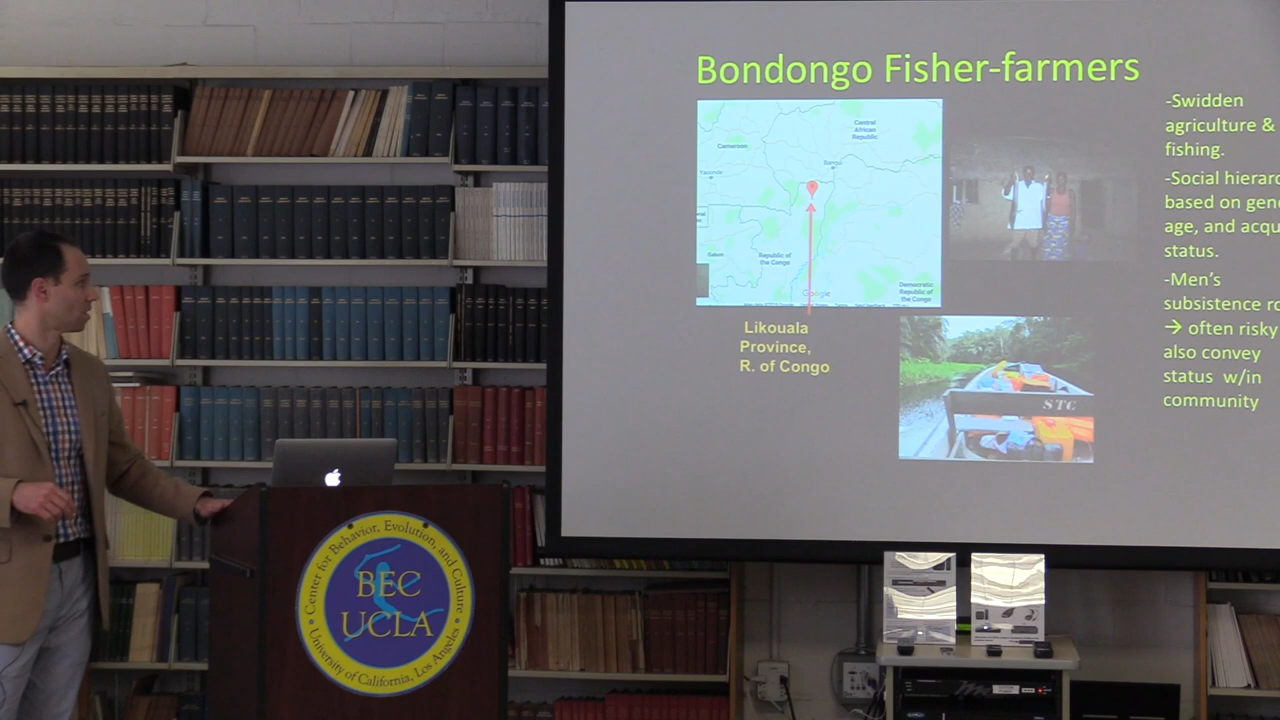 Bondongo Fisher-farmers
Central
African
Republic
Cameroon
Bangui
Yaounde
Gabon
Republic of
the Congo
Democratic
Republic of
the Congo
Google
Likouala
Province,
R. of Congo
STC
-Swidden
agriculture &
fishing.
-Social hierarc
based on gend
age, and acqu
status.
-Men's
subsistence ro
→ often risky
also convey
status w/in
community
Center for Behavior, Evolution, and Culture
BEC
UCLA
University of California, Los Angeles